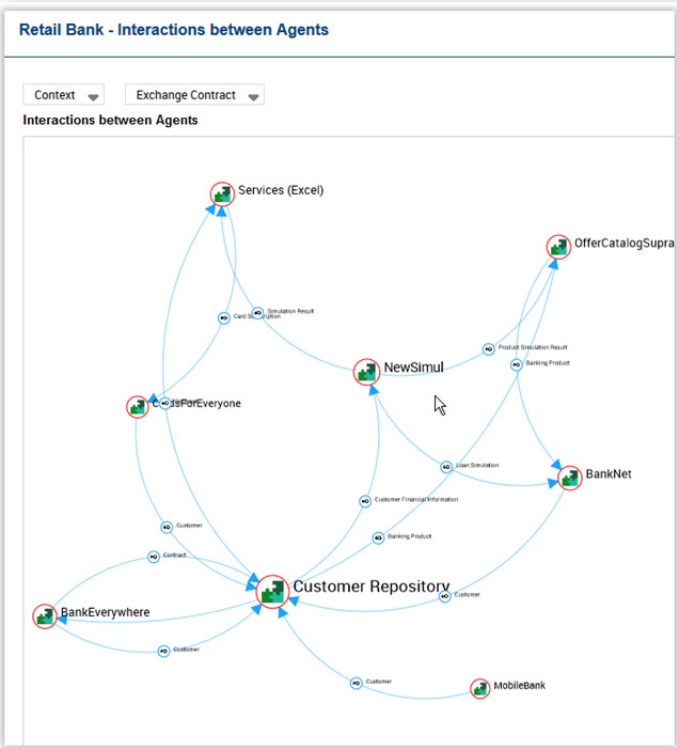 Retail Bank - Interactions between Agents
Context
Exchange Contract
Interactions between Agents
Services (Excel)
OfferCatalogSupra
Simulation Result
Card
Product Simulation Result
Banking Product
NewSimul
Loan Simulation
BankNet
Customer Financial Information
Customer
Banking Product
Contract
Customer Repository
Customer
BankEverywhere
Customer
MobileBank
Customer